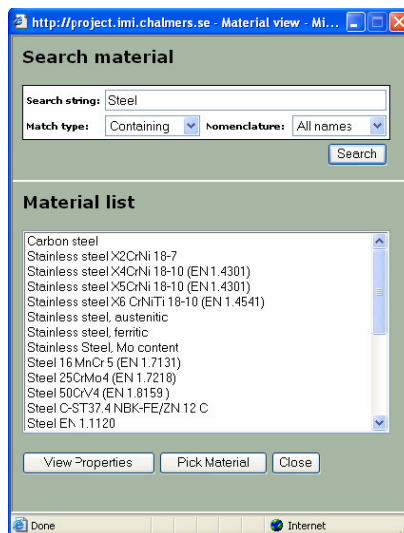 http://project.imi.chalmers.se - Material view - Mi...
Search material
Search string: Steel
Match type: Containing Nomenclature: All names
Search
Material list
Carbon steel
Stainless steel X2CrNi 18-7
Stainless steel X4CrNi 18-10 (EN 1.4301)
Stainless steel X5CrNi 18-10 (EN 1.4301)
Stainless steel X6 CrNiTi 18-10 (EN 1.4541)
Stainless steel, austenitic
Stainless steel, ferritic
Stainless Steel, Mo content
Steel 16 MnCr 5 (EN 1.7131)
Steel 25CrMo4 (EN 1.7218)
Steel 50CrV4 (EN 1.8159 )
Steel C-ST37.4 NBK-FE/ZN 12 C
Steel EN 1.1120
View Properties Pick Material Close
Done Internet